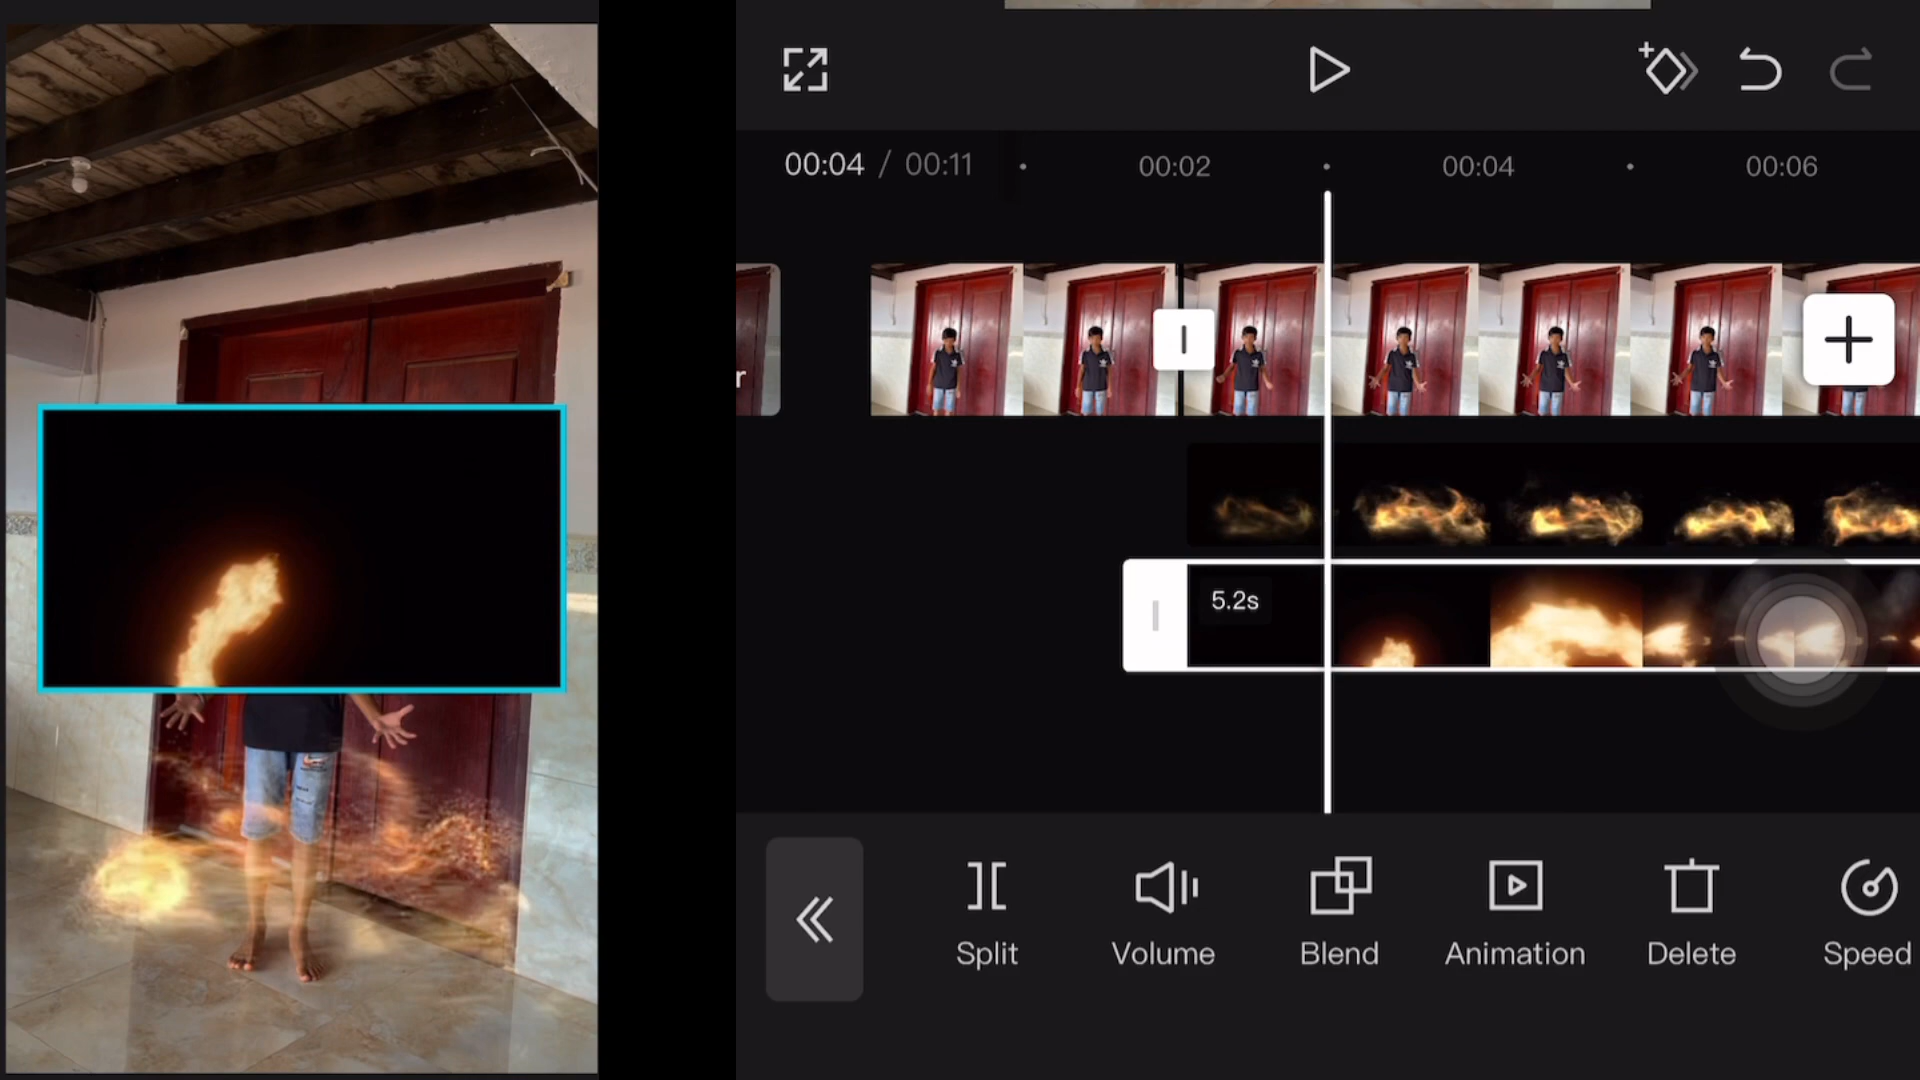 00:04 / 00:11
00:02
00:04
00:06
r
5.2s
Split
Volume
Blend
Animation
Delete
Speed